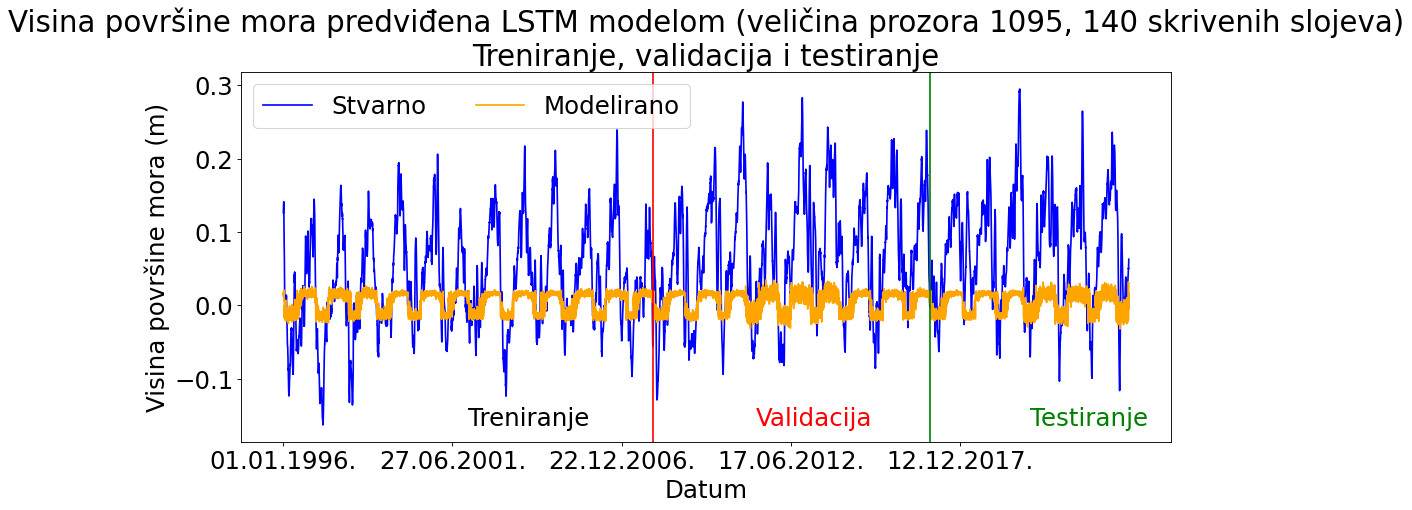 Visina površine mora predviđena LSTM modelom (veličina prozora 1095, 140 skrivenih slojeva)
Treniranje, validacija i testiranje
Stvarno Modelirano
Visina površine mora (m)
0.3
0.2
0.1
0.0
−0.1
Treniranje Validacija Testiranje
01.01.1996. 27.06.2001. 22.12.2006. 17.06.2012. 12.12.2017.
Datum